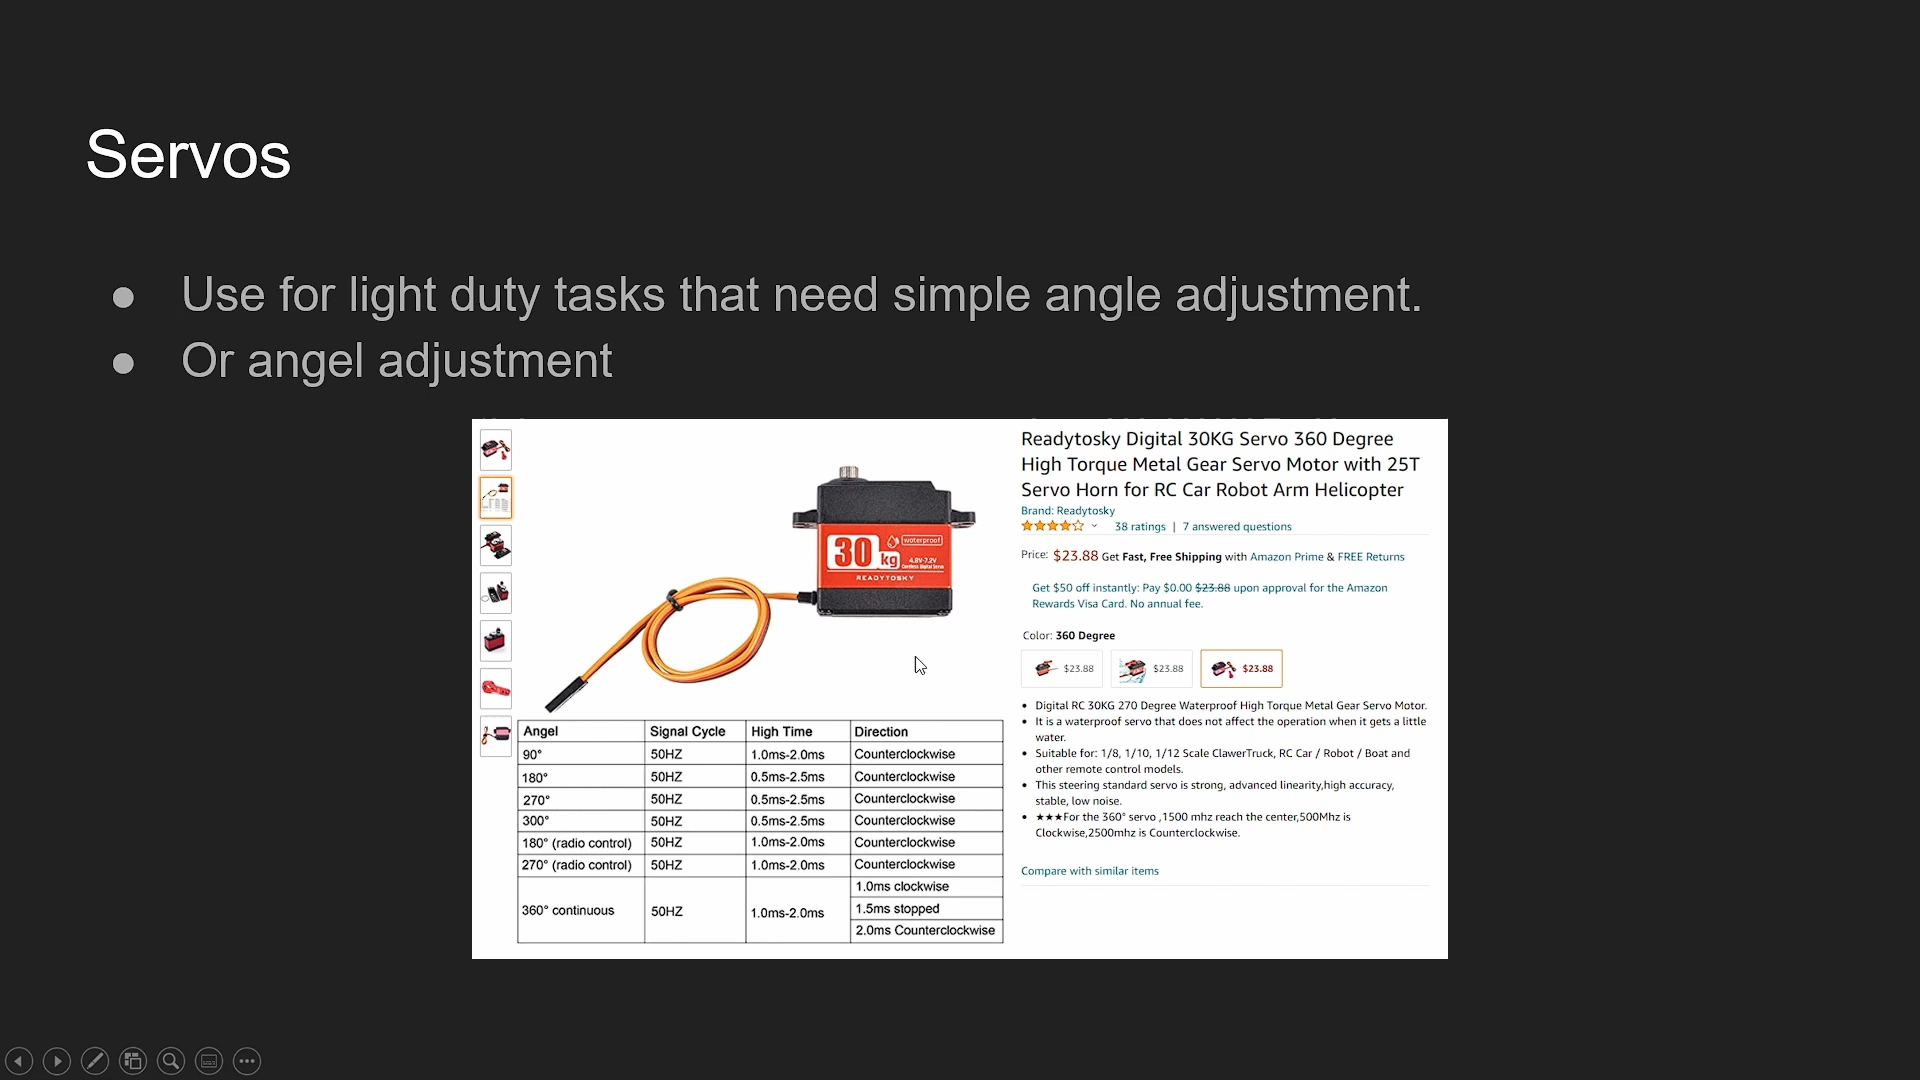 Servos
● Use for light duty tasks that need simple angle adjustment.
● Or angel adjustment
30 kg
waterproof
4.8V-7.2V
Coreless Digital Servo
READYTOSKY
Angel Signal Cycle High Time Direction
90° 50HZ 1.0ms-2.0ms Counterclockwise
180° 50HZ 0.5ms-2.5ms Counterclockwise
270° 50HZ 0.5ms-2.5ms Counterclockwise
300° 50HZ 0.5ms-2.5ms Counterclockwise
180° (radio control) 50HZ 1.0ms-2.0ms Counterclockwise
270° (radio control) 50HZ 1.0ms-2.0ms Counterclockwise
360° continuous 50HZ 1.0ms-2.0ms
1.0ms clockwise
1.5ms stopped
2.0ms Counterclockwise
Readytosky Digital 30KG Servo 360 Degree
High Torque Metal Gear Servo Motor with 25T
Servo Horn for RC Car Robot Arm Helicopter
Brand: Readytosky
38 ratings | 7 answered questions
Price: $23.88 Get Fast, Free Shipping with Amazon Prime & FREE Returns
Get $50 off instantly: Pay $0.00 $23.88 upon approval for the Amazon
Rewards Visa Card. No annual fee.
Color: 360 Degree
$23.88 $23.88 $23.88
• Digital RC 30KG 270 Degree Waterproof High Torque Metal Gear Servo Motor.
• It is a waterproof servo that does not affect the operation when it gets a little
water.
• Suitable for: 1/8, 1/10, 1/12 Scale ClawerTruck, RC Car / Robot / Boat and
other remote control models.
• This steering standard servo is strong, advanced linearity,high accuracy,
stable, low noise.
• ★★★For the 360° servo ,1500 mhz reach the center,500Mhz is
Clockwise,2500mhz is Counterclockwise.
Compare with similar items